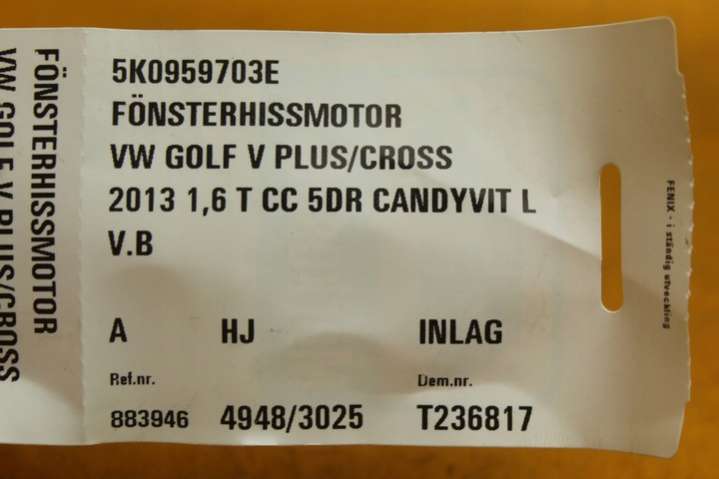 5K0959703E
FÖNSTERHISSMOTOR
VW GOLF V PLUS/CROSS
2013 1,6 T CC 5DR CANDYVIT L
V.B
A HJ INLAG
Ref.nr. Dem.nr.
883946 4948/3025 T236817
FENIX - i ständig utveckling
FÖNSTERHISSMOTOR
VW GOLF V PLUS/CROSS